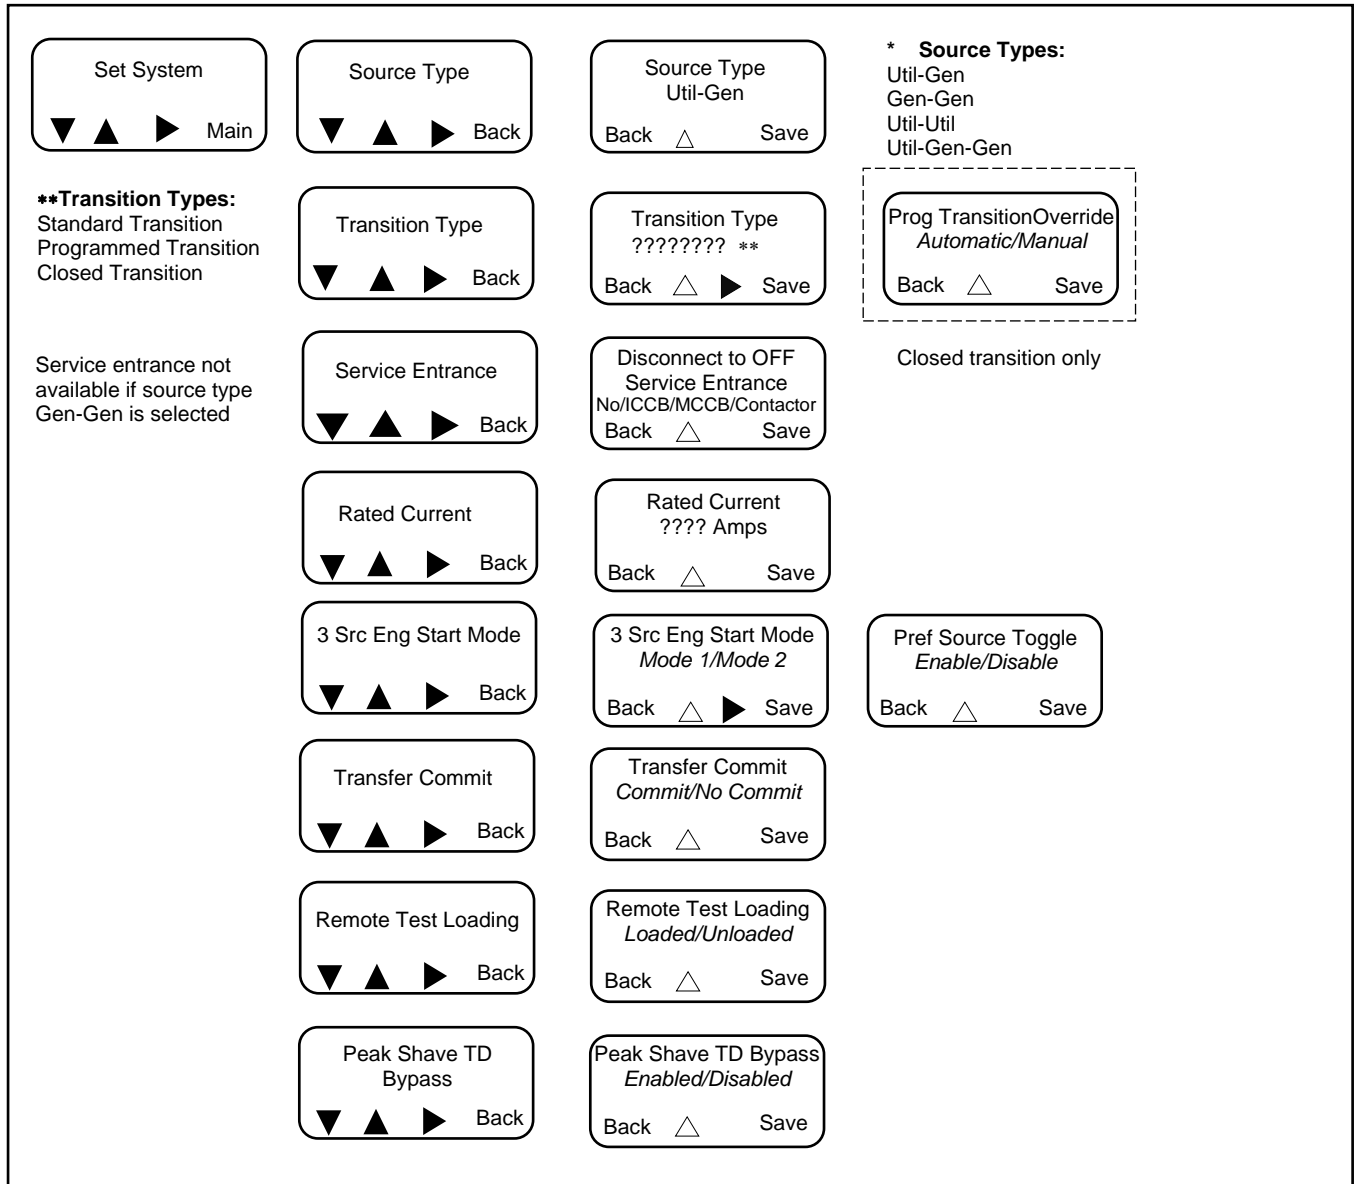 Set System
Main
Source Type
Back
Source Type
Util-Gen
Back Save
* Source Types:
Util-Gen
Gen-Gen
Util-Util
Util-Gen-Gen
**Transition Types:
Standard Transition
Programmed Transition
Closed Transition
Transition Type
Back
Transition Type
???????? **
Back Save
Prog TransitionOverride
Automatic/Manual
Back Save
Closed transition only
Service entrance not
available if source type
Gen-Gen is selected
Service Entrance
Back
Disconnect to OFF
Service Entrance
No/ICCB/MCCB/Contactor
Back Save
Rated Current
Back
Rated Current
???? Amps
Back Save
3 Src Eng Start Mode
Back
3 Src Eng Start Mode
Mode 1/Mode 2
Back Save
Pref Source Toggle
Enable/Disable
Back Save
Transfer Commit
Back
Transfer Commit
Commit/No Commit
Back Save
Remote Test Loading
Back
Remote Test Loading
Loaded/Unloaded
Back Save
Peak Shave TD
Bypass
Back
Peak Shave TD Bypass
Enabled/Disabled
Back Save